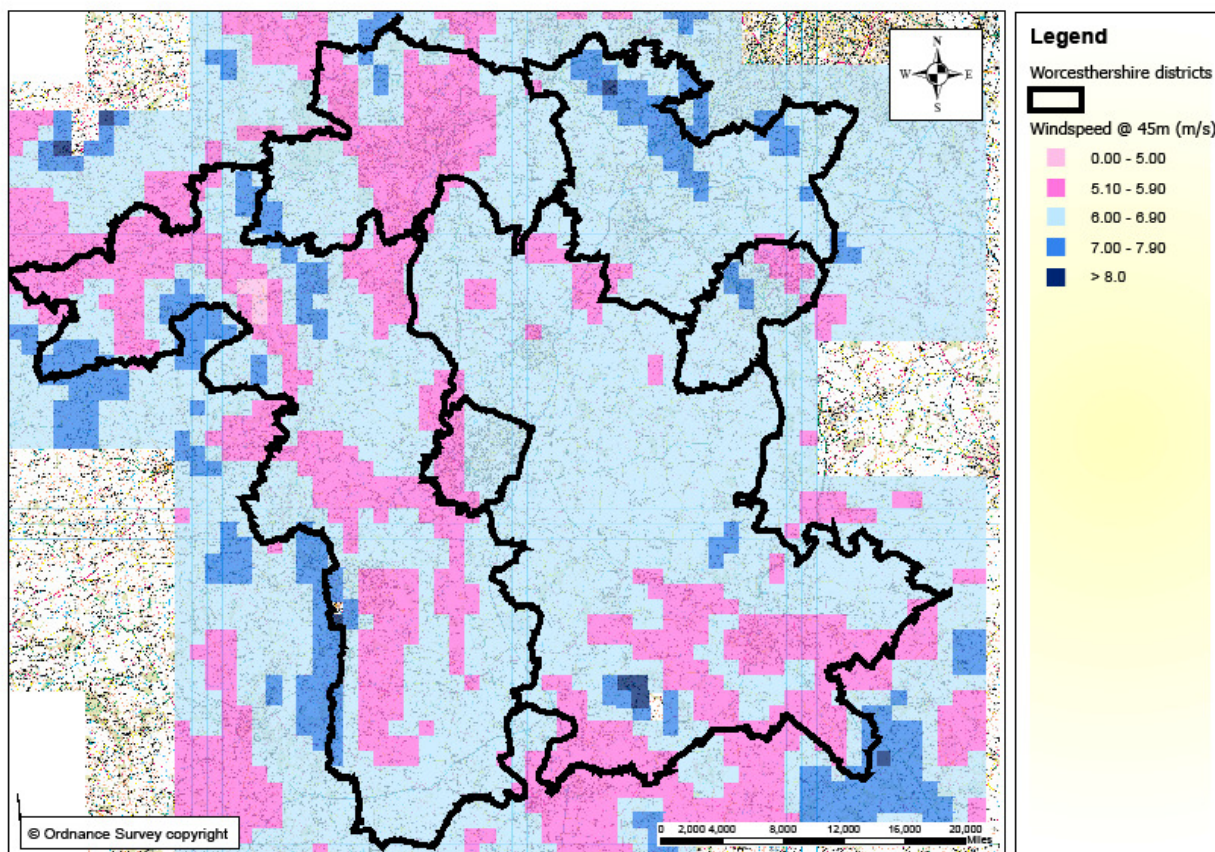 N
W E
S
© Ordnance Survey copyright
0 2,000 4,000 8,000 12,000 16,000 20,000
Miles
Legend
Worcesthershire districts
Windspeed @ 45m (m/s)
0.00 - 5.00
5.10 - 5.90
6.00 - 6.90
7.00 - 7.90
> 8.0